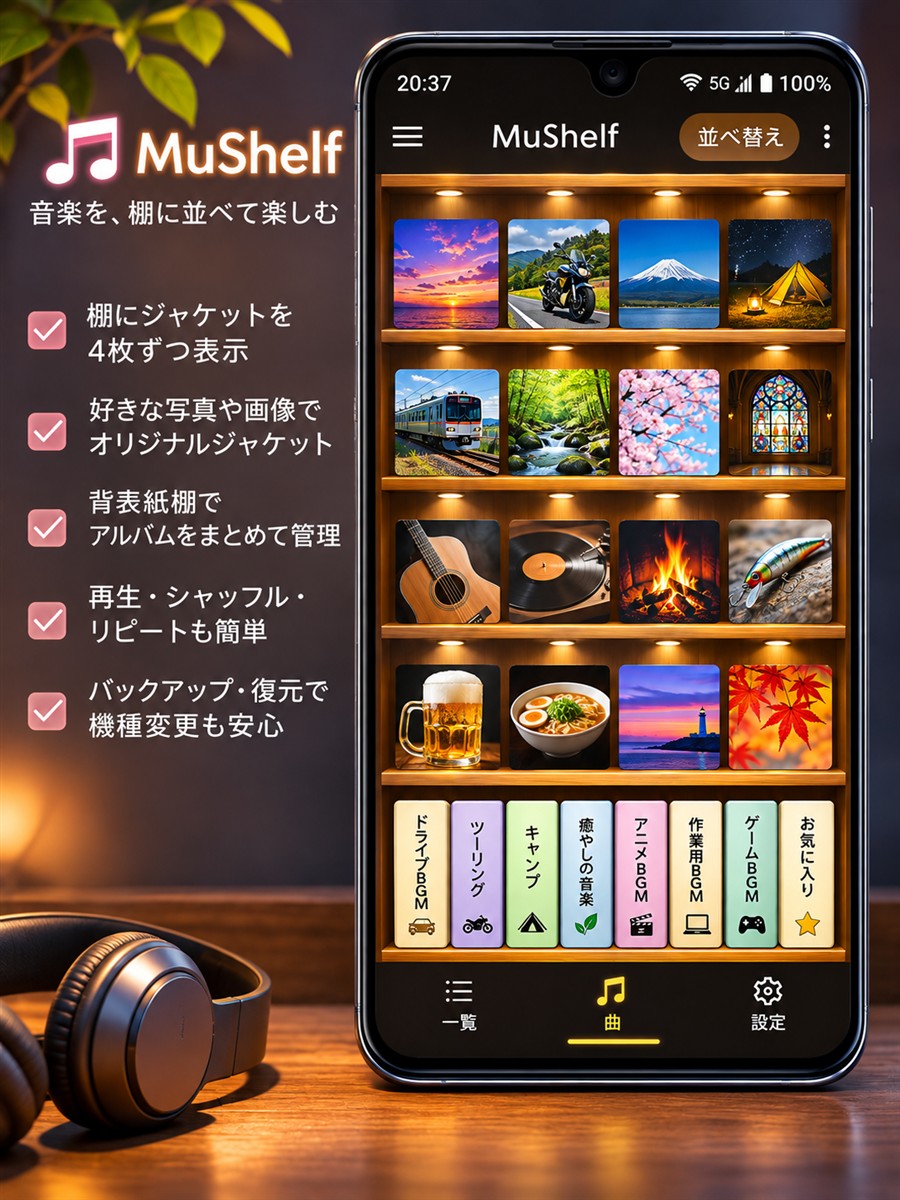 MuShelf
音楽を、棚に並べて楽しむ
棚にジャケットを
4枚ずつ表示
好きな写真や画像で
オリジナルジャケット
背表紙棚で
アルバムをまとめて管理
再生・シャッフル・
リピートも簡単
バックアップ・復元で
機種変更も安心
20:37 5G 100%
MuShelf 並べ替え
ドライブBGM
ツーリング
キャンプ
癒やしの音楽
アニメBGM
作業用BGM
ゲームBGM
お気に入り
一覧 曲 設定